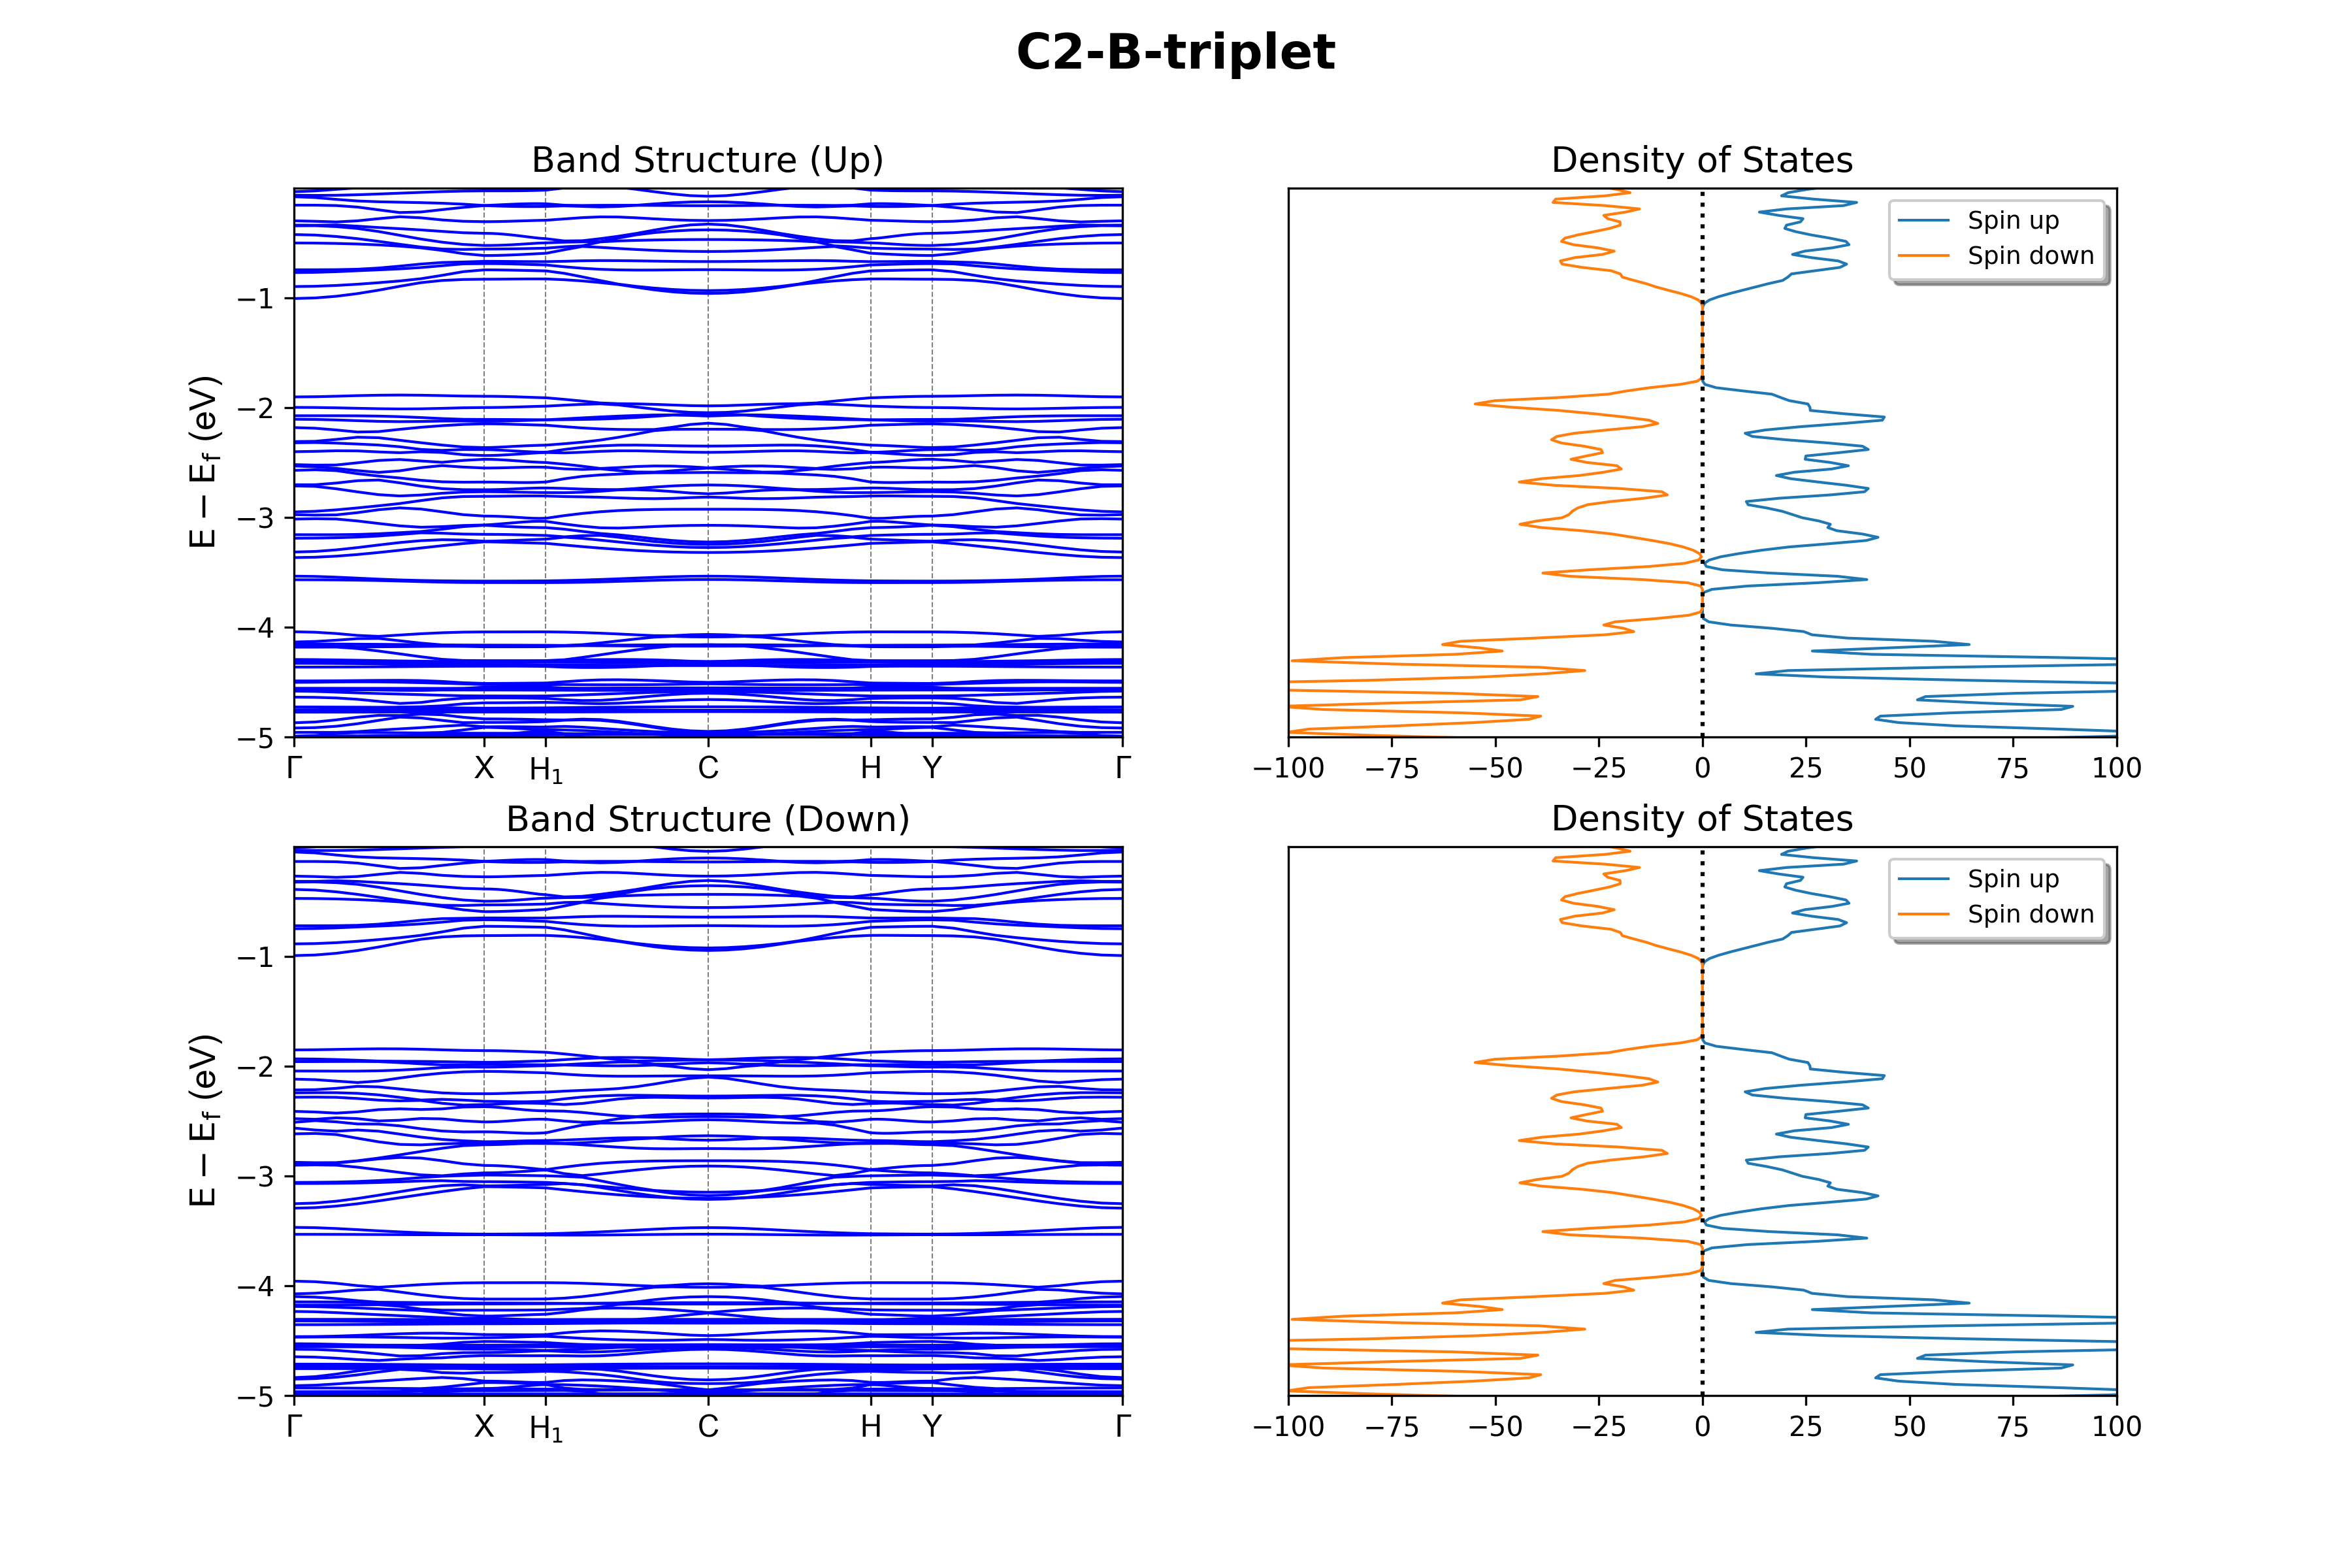 C2-B-triplet
Band Structure (Up)
E − E_f (eV)
−1
−2
−3
−4
−5
Γ X H₁ C H Y Γ
Density of States
Spin up
Spin down
−100 −75 −50 −25 0 25 50 75 100
Band Structure (Down)
E − E_f (eV)
−1
−2
−3
−4
−5
Γ X H₁ C H Y Γ
Density of States
Spin up
Spin down
−100 −75 −50 −25 0 25 50 75 100